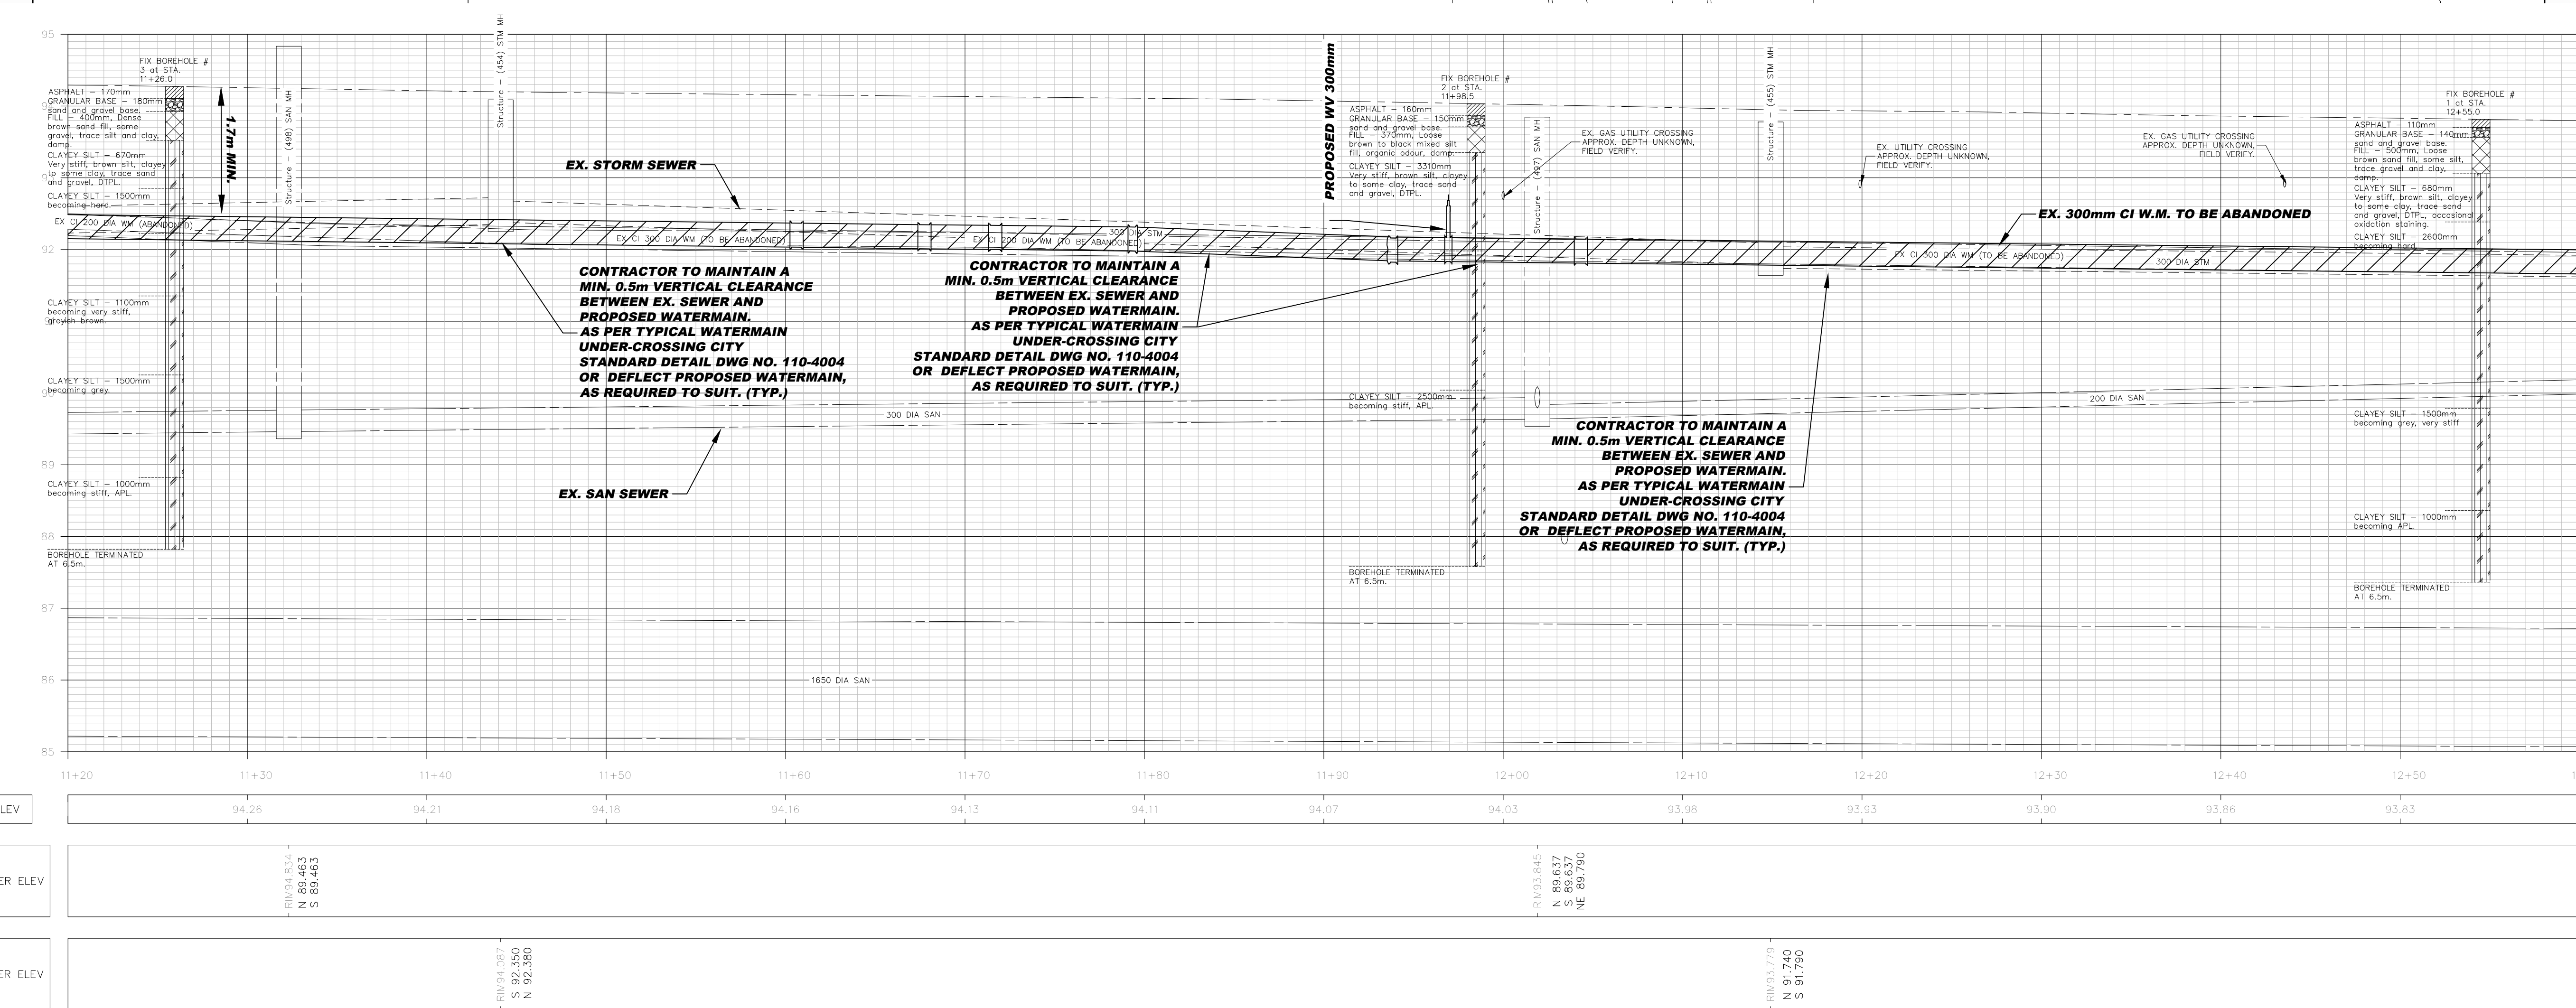 95
92
90
89
88
87
86
85
FIX BOREHOLE #
3 at STA.
11+26.0
ASPHALT – 170mm
GRANULAR BASE – 180mm
sand and gravel base.
FILL – 400mm, Dense
brown sand fill, some
gravel, trace silt and clay,
damp.
CLAYEY SILT – 670mm
Very stiff, brown silt, clayey
to some clay, trace sand
and gravel, DTPL.
CLAYEY SILT – 1500mm
becoming hard.
EX CI 200 DIA WM (ABANDONED)
CLAYEY SILT – 1100mm
becoming very stiff,
greyish brown.
CLAYEY SILT – 1500mm
becoming grey.
CLAYEY SILT – 1000mm
becoming stiff, APL.
BOREHOLE TERMINATED
AT 6.5m.
1.7m MIN.
Structure – (498) SAN MH
Structure – (454) STM MH
EX. STORM SEWER
EX CI 300 DIA WM (TO BE ABANDONED)
EX CI 200 DIA WM (TO BE ABANDONED)
300 DIA STM
CONTRACTOR TO MAINTAIN A
MIN. 0.5m VERTICAL CLEARANCE
BETWEEN EX. SEWER AND
PROPOSED WATERMAIN.
AS PER TYPICAL WATERMAIN
UNDER-CROSSING CITY
STANDARD DETAIL DWG NO. 110-4004
OR DEFLECT PROPOSED WATERMAIN,
AS REQUIRED TO SUIT. (TYP.)
CONTRACTOR TO MAINTAIN A
MIN. 0.5m VERTICAL CLEARANCE
BETWEEN EX. SEWER AND
PROPOSED WATERMAIN.
AS PER TYPICAL WATERMAIN
UNDER-CROSSING CITY
STANDARD DETAIL DWG NO. 110-4004
OR DEFLECT PROPOSED WATERMAIN,
AS REQUIRED TO SUIT. (TYP.)
300 DIA SAN
EX. SAN SEWER
1650 DIA SAN
PROPOSED WV 300mm
FIX BOREHOLE #
2 at STA.
11+98.5
ASPHALT – 160mm
GRANULAR BASE – 150mm
sand and gravel base.
FILL – 370mm, Loose
brown to black mixed silt
fill, organic odour, damp.
CLAYEY SILT – 3310mm
Very stiff, brown silt, clayey
to some clay, trace sand
and gravel, DTPL.
CLAYEY SILT – 2500mm
becoming stiff, APL.
BOREHOLE TERMINATED
AT 6.5m.
Structure – (497) SAN MH
EX. GAS UTILITY CROSSING
APPROX. DEPTH UNKNOWN,
FIELD VERIFY.
Structure – (455) STM MH
EX. UTILITY CROSSING
APPROX. DEPTH UNKNOWN,
FIELD VERIFY.
EX. GAS UTILITY CROSSING
APPROX. DEPTH UNKNOWN,
FIELD VERIFY.
EX. 300mm CI W.M. TO BE ABANDONED
EX CI 300 DIA WM (TO BE ABANDONED)
300 DIA STM
200 DIA SAN
CONTRACTOR TO MAINTAIN A
MIN. 0.5m VERTICAL CLEARANCE
BETWEEN EX. SEWER AND
PROPOSED WATERMAIN.
AS PER TYPICAL WATERMAIN
UNDER-CROSSING CITY
STANDARD DETAIL DWG NO. 110-4004
OR DEFLECT PROPOSED WATERMAIN,
AS REQUIRED TO SUIT. (TYP.)
FIX BOREHOLE #
1 at STA.
12+55.0
ASPHALT – 110mm
GRANULAR BASE – 140mm
sand and gravel base.
FILL – 500mm, Loose
brown sand fill, some silt,
trace gravel and clay,
damp.
CLAYEY SILT – 680mm
Very stiff, brown silt, clayey
to some clay, trace sand
and gravel, DTPL, occasional
oxidation staining.
CLAYEY SILT – 2600mm
becoming hard.
CLAYEY SILT – 1500mm
becoming grey, very stiff
CLAYEY SILT – 1000mm
becoming APL.
BOREHOLE TERMINATED
AT 6.5m.
11+20 11+30 11+40 11+50 11+60 11+70 11+80 11+90 12+00 12+10 12+20 12+30 12+40 12+50
LEV 94.26 94.21 94.18 94.16 94.13 94.11 94.07 94.03 93.98 93.93 93.90 93.86 93.83
ER ELEV
RIM94.834
N 89.463
S 89.463
RIM93.845
N 89.637
S 89.637
NE 89.790
ER ELEV
RIM94.087
S 92.350
N 92.380
RIM93.779
N 91.740
S 91.790